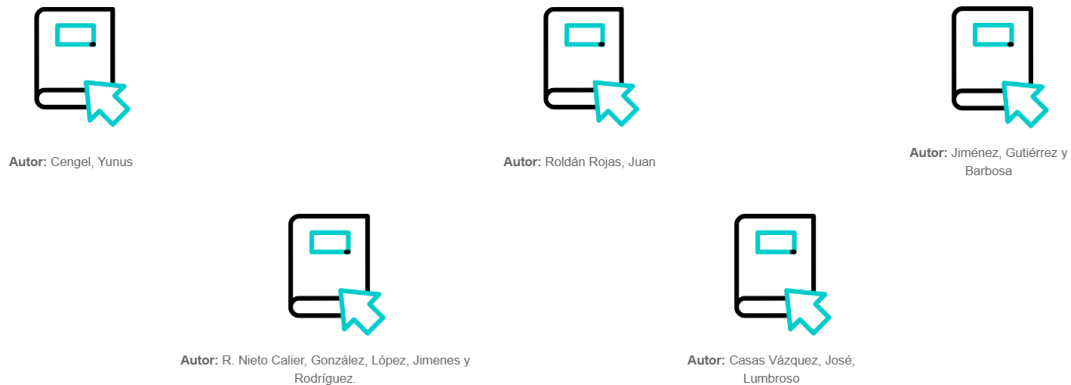 Autor: Cengel, Yunus
Autor: Roldán Rojas, Juan
Autor: Jiménez, Gutiérrez y
Barbosa
Autor: R. Nieto Calier, González, López, Jimenes y
Rodríguez.
Autor: Casas Vázquez, José;
Lumbroso